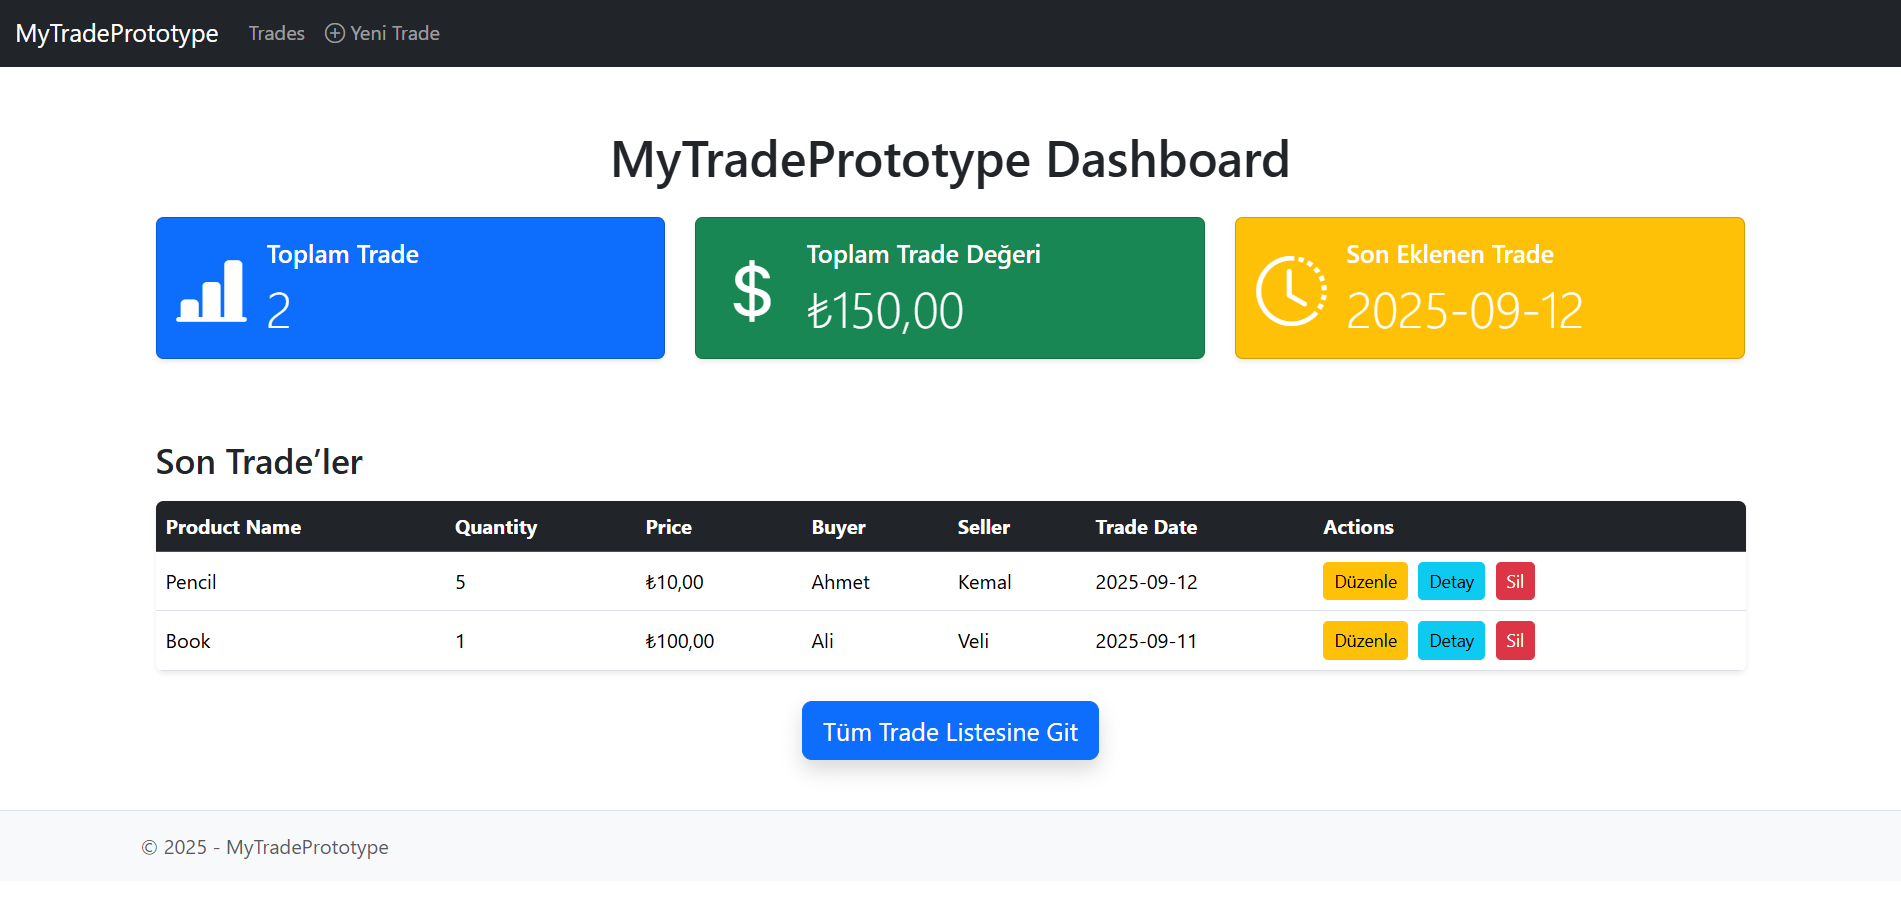 MyTradePrototype Trades Yeni Trade
MyTradePrototype Dashboard
Toplam Trade
2
Toplam Trade Değeri
₺150,00
Son Eklenen Trade
2025-09-12
Son Trade’ler
Product Name Quantity Price Buyer Seller Trade Date Actions
Pencil 5 ₺10,00 Ahmet Kemal 2025-09-12 Düzenle Detay Sil
Book 1 ₺100,00 Ali Veli 2025-09-11 Düzenle Detay Sil
Tüm Trade Listesine Git
© 2025 - MyTradePrototype